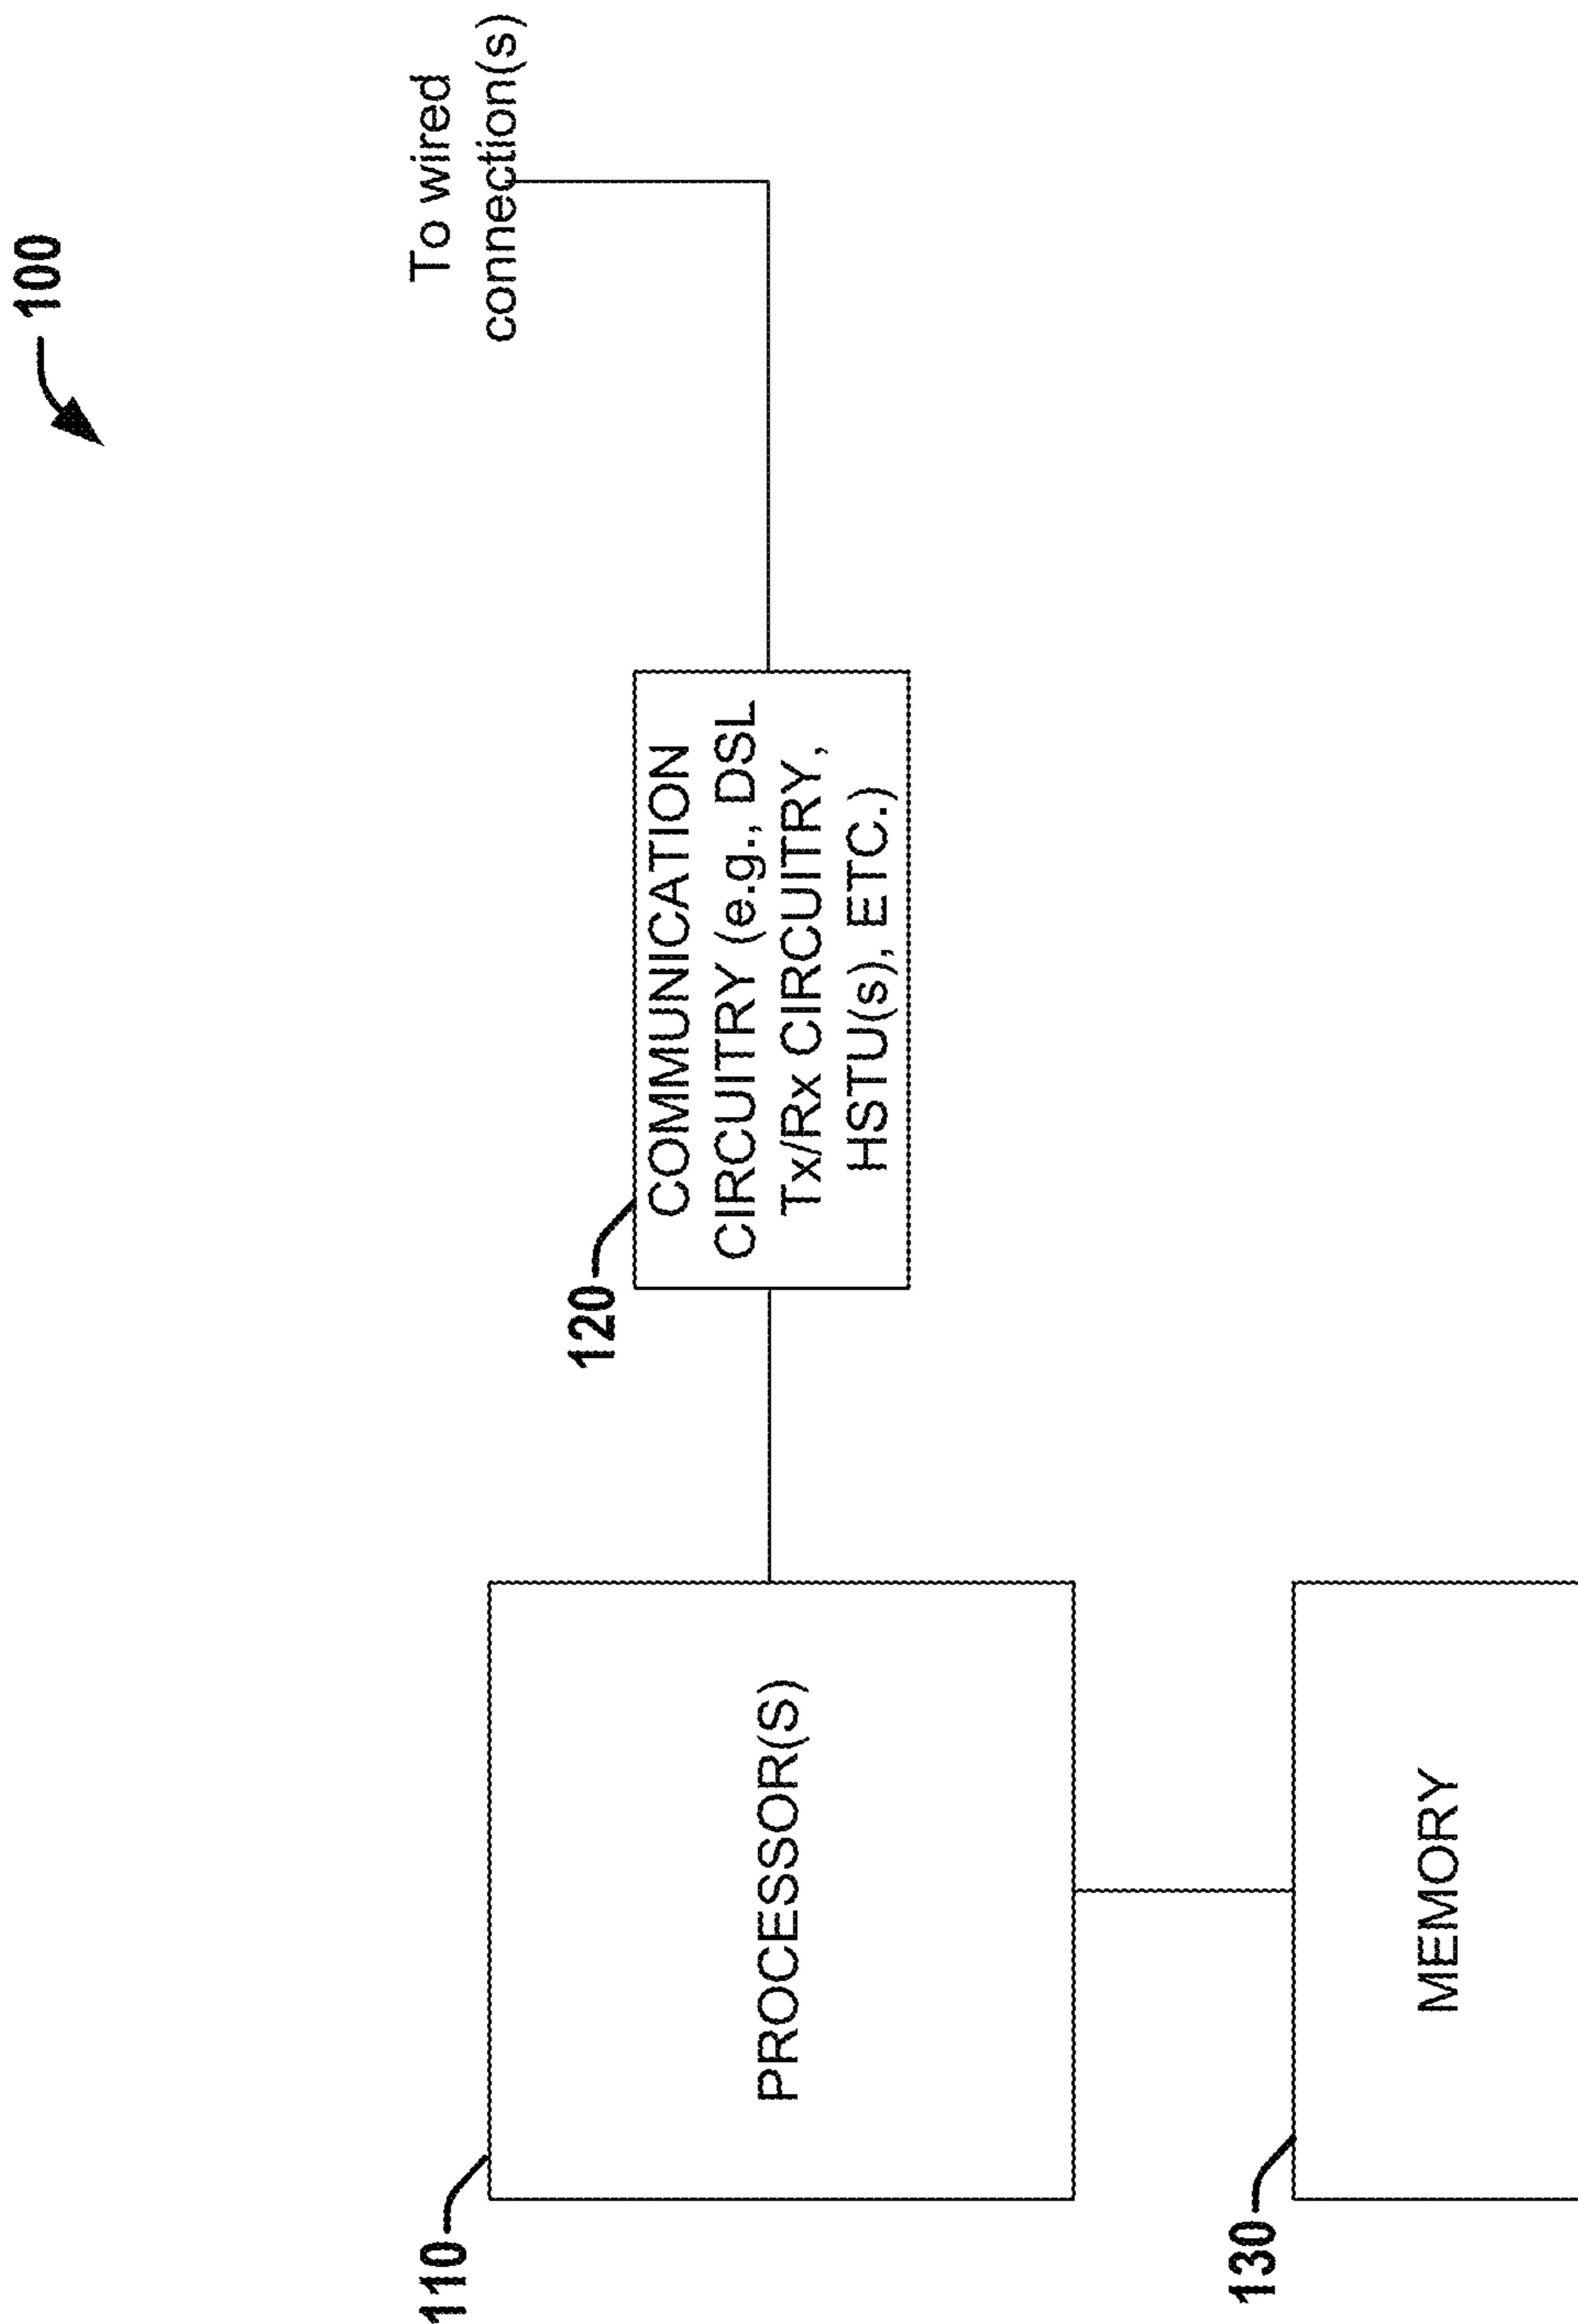 100
To wired
connection(s)
120
COMMUNICATION
CIRCUITRY (e.g., DSL
Tx/Rx CIRCUITRY,
HSTU(s), ETC.)
110
PROCESSOR(S)
130
MEMORY